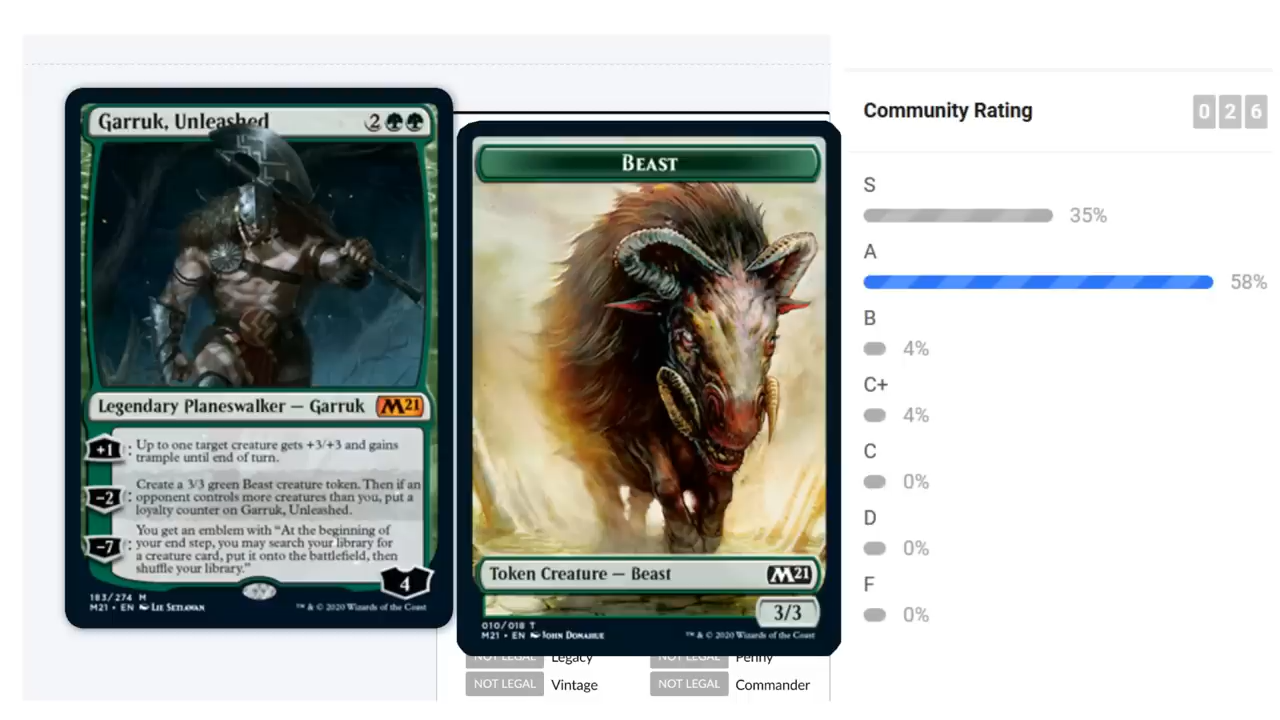 Garruk, Unleashed 2
Legendary Planeswalker — Garruk M21
+1: Up to one target creature gets +3/+3 and gains
trample until end of turn.
Create a 3/3 green Beast creature token. Then if an
−2: opponent controls more creatures than you, put a
loyalty counter on Garruk, Unleashed.
You get an emblem with “At the beginning of
−7: your end step, you may search your library for
a creature card, put it onto the battlefield, then
shuffle your library.”
4
183/274 M
M21 • EN Lie Setiawan ™ & © 2020 Wizards of the Coast
Beast
Token Creature — Beast M21
3/3
010/018 T
M21 • EN John Donahue ™ & © 2020 Wizards of the Coast
NOT LEGAL Legacy NOT LEGAL Penny
NOT LEGAL Vintage NOT LEGAL Commander
Community Rating 0 2 6
S
35%
A
58%
B
4%
C+
4%
C
0%
D
0%
F
0%